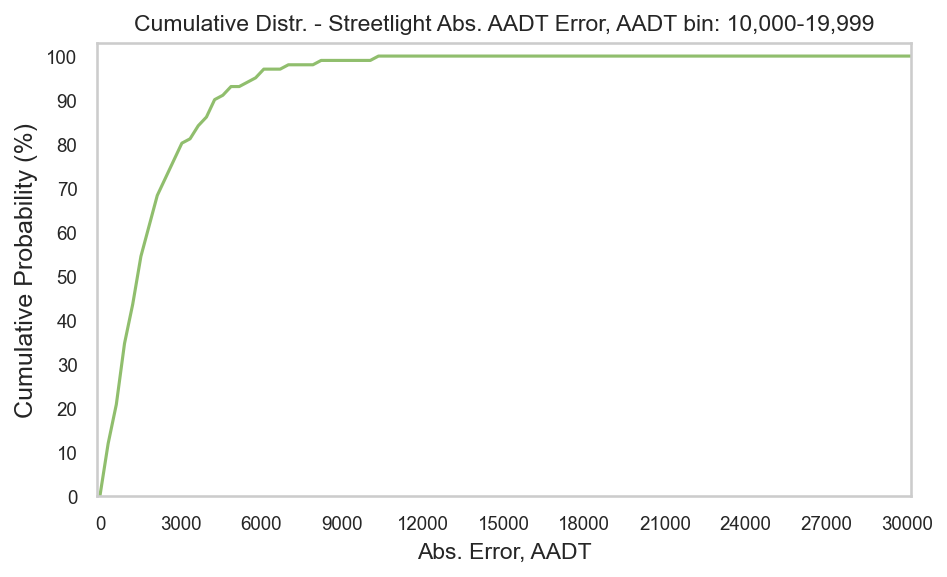 Cumulative Distr. - Streetlight Abs. AADT Error, AADT bin: 10,000-19,999
Cumulative Probability (%)
100
90
80
70
60
50
40
30
20
10
0
0 3000 6000 9000 12000 15000 18000 21000 24000 27000 30000
Abs. Error, AADT